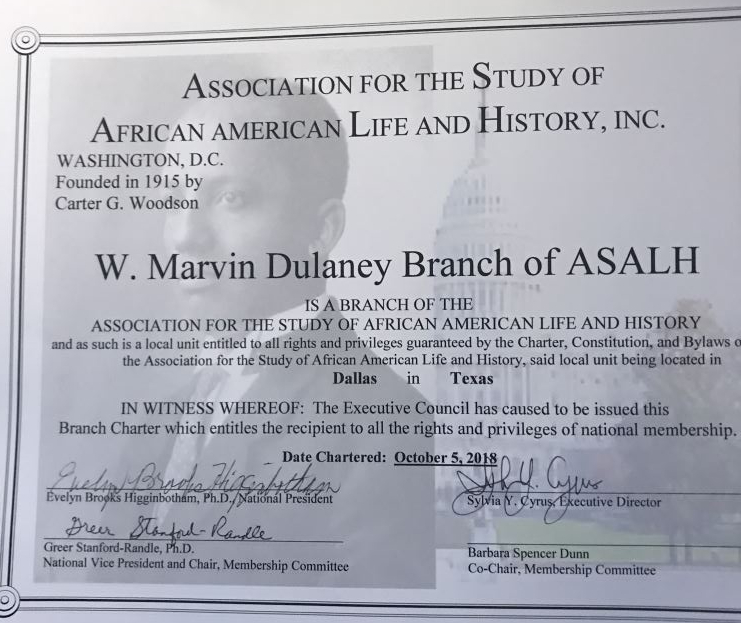 ASSOCIATION FOR THE STUDY OF
AFRICAN AMERICAN LIFE AND HISTORY, INC.
WASHINGTON, D.C.
Founded in 1915 by
Carter G. Woodson
W. Marvin Dulaney Branch of ASALH
IS A BRANCH OF THE
ASSOCIATION FOR THE STUDY OF AFRICAN AMERICAN LIFE AND HISTORY
and as such is a local unit entitled to all rights and privileges guaranteed by the Charter, Constitution, and Bylaws o
the Association for the Study of African American Life and History, said local unit being located in
Dallas in Texas
IN WITNESS WHEREOF: The Executive Council has caused to be issued this
Branch Charter which entitles the recipient to all the rights and privileges of national membership.
Date Chartered: October 5, 2018
Evelyn Brooks Higginbotham
Evelyn Brooks Higginbotham, Ph.D., National President
Sylvia Y. Cyrus
Sylvia Y. Cyrus, Executive Director
Greer Stanford-Randle
Greer Stanford-Randle, Ph.D.
National Vice President and Chair, Membership Committee
Barbara Spencer Dunn
Co-Chair, Membership Committee